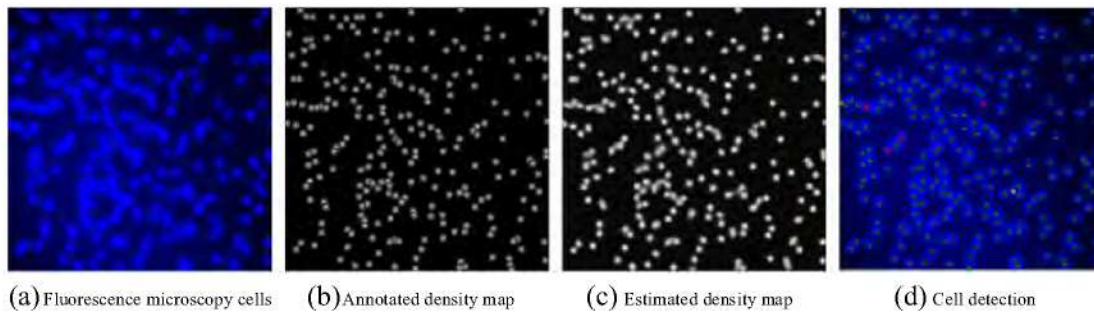 (a) Fluorescence microscopy cells (b) Annotated density map (c) Estimated density map (d) Cell detection